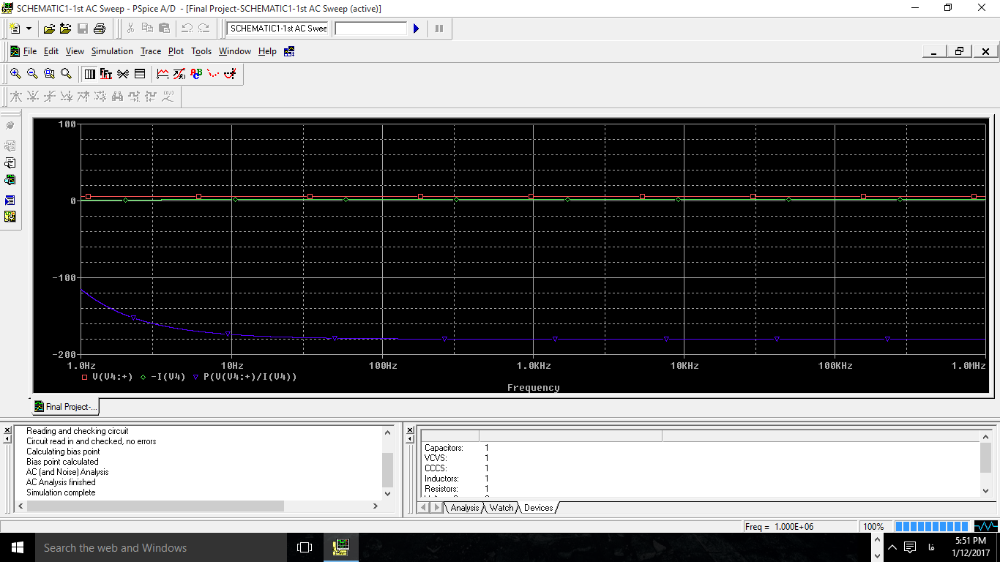 SCHEMATIC1-1st AC Sweep - PSpice A/D - [Final Project-SCHEMATIC1-1st AC Sweep (active)]
SCHEMATIC1-1st AC Swee
File Edit View Simulation Trace Plot Tools Window Help
100
0
-100
-200
1.0Hz 10Hz 100Hz 1.0KHz 10KHz 100KHz 1.0MHz
V(V4:+) -I(V4) P(V(V4:+)/I(V4))
Frequency
Final Project-...
Reading and checking circuit
Circuit read in and checked, no errors
Calculating bias point
Bias point calculated
AC (and Noise) Analysis
AC Analysis finished
Simulation complete
Capacitors: 1
VCVS: 1
CCCS: 1
Inductors: 1
Resistors: 1
Analysis Watch Devices
Freq = 1.000E+06 100%
Search the web and Windows
فا
5:51 PM
1/12/2017